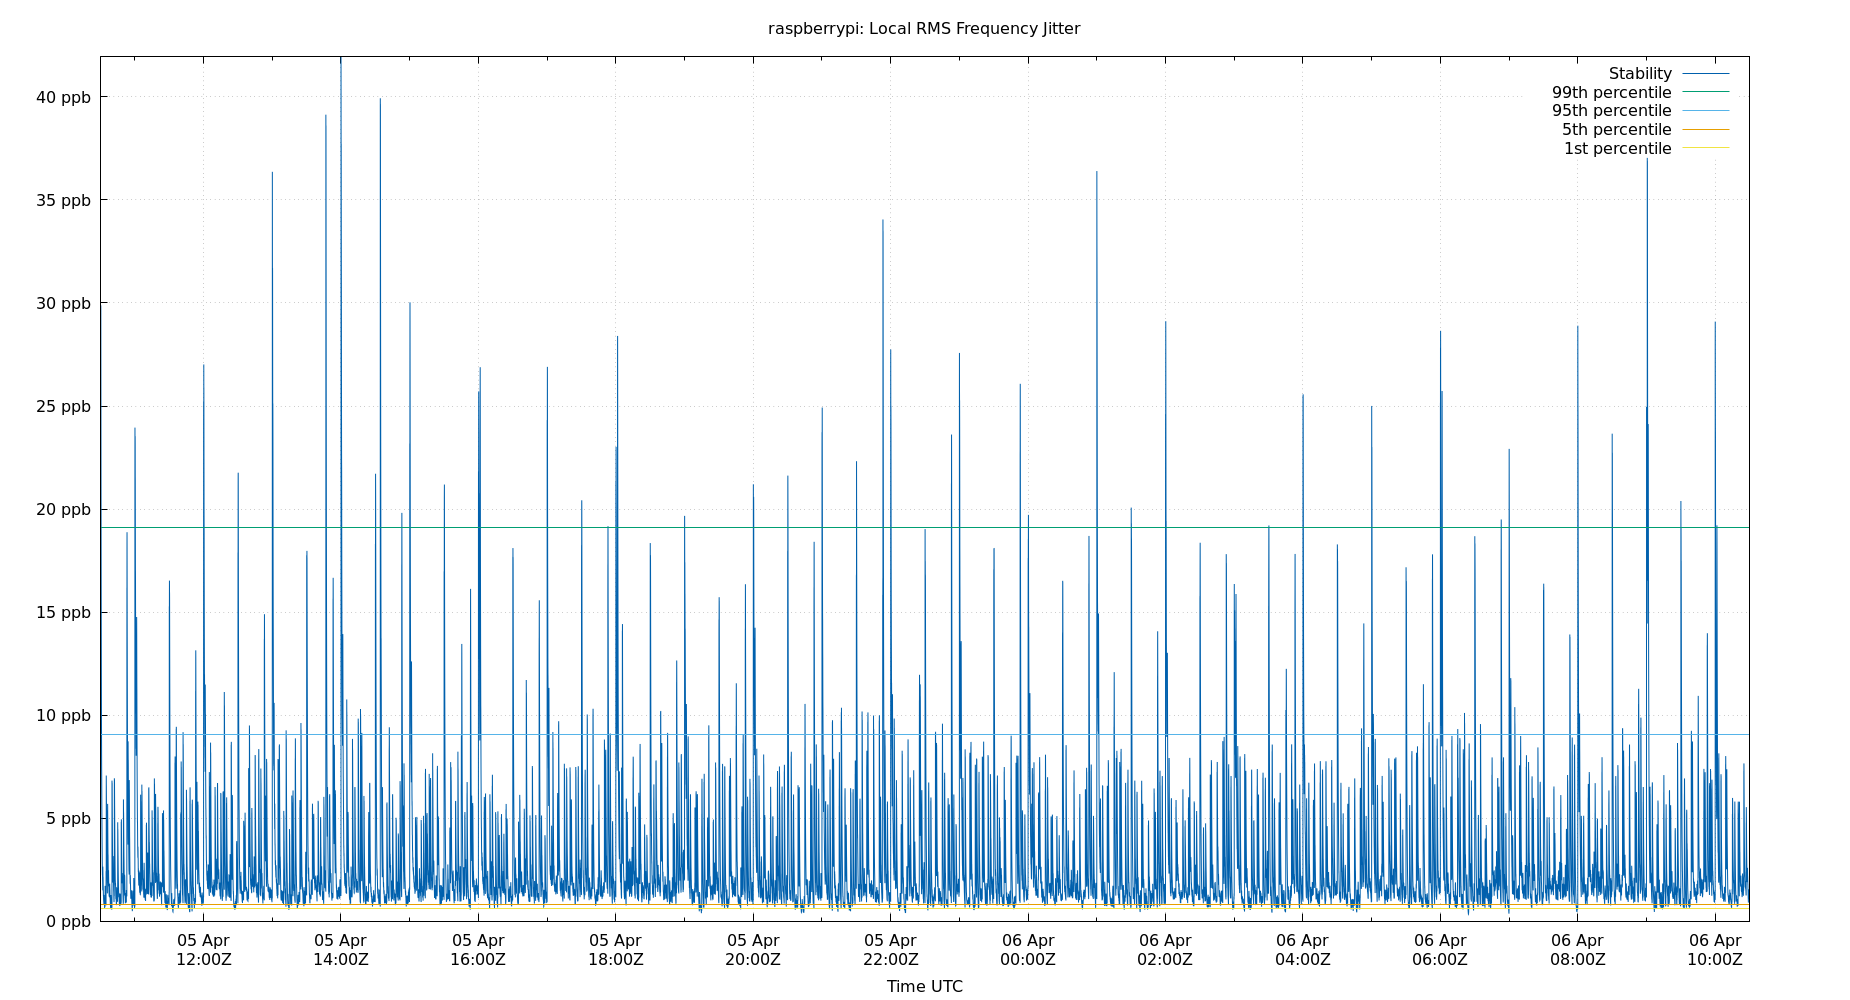 raspberrypi: Local RMS Frequency Jitter
Stability
99th percentile
95th percentile
5th percentile
1st percentile
40 ppb
35 ppb
30 ppb
25 ppb
20 ppb
15 ppb
10 ppb
5 ppb
0 ppb
05 Apr 05 Apr 05 Apr 05 Apr 05 Apr 05 Apr 06 Apr 06 Apr 06 Apr 06 Apr 06 Apr 06 Apr
12:00Z 14:00Z 16:00Z 18:00Z 20:00Z 22:00Z 00:00Z 02:00Z 04:00Z 06:00Z 08:00Z 10:00Z
Time UTC